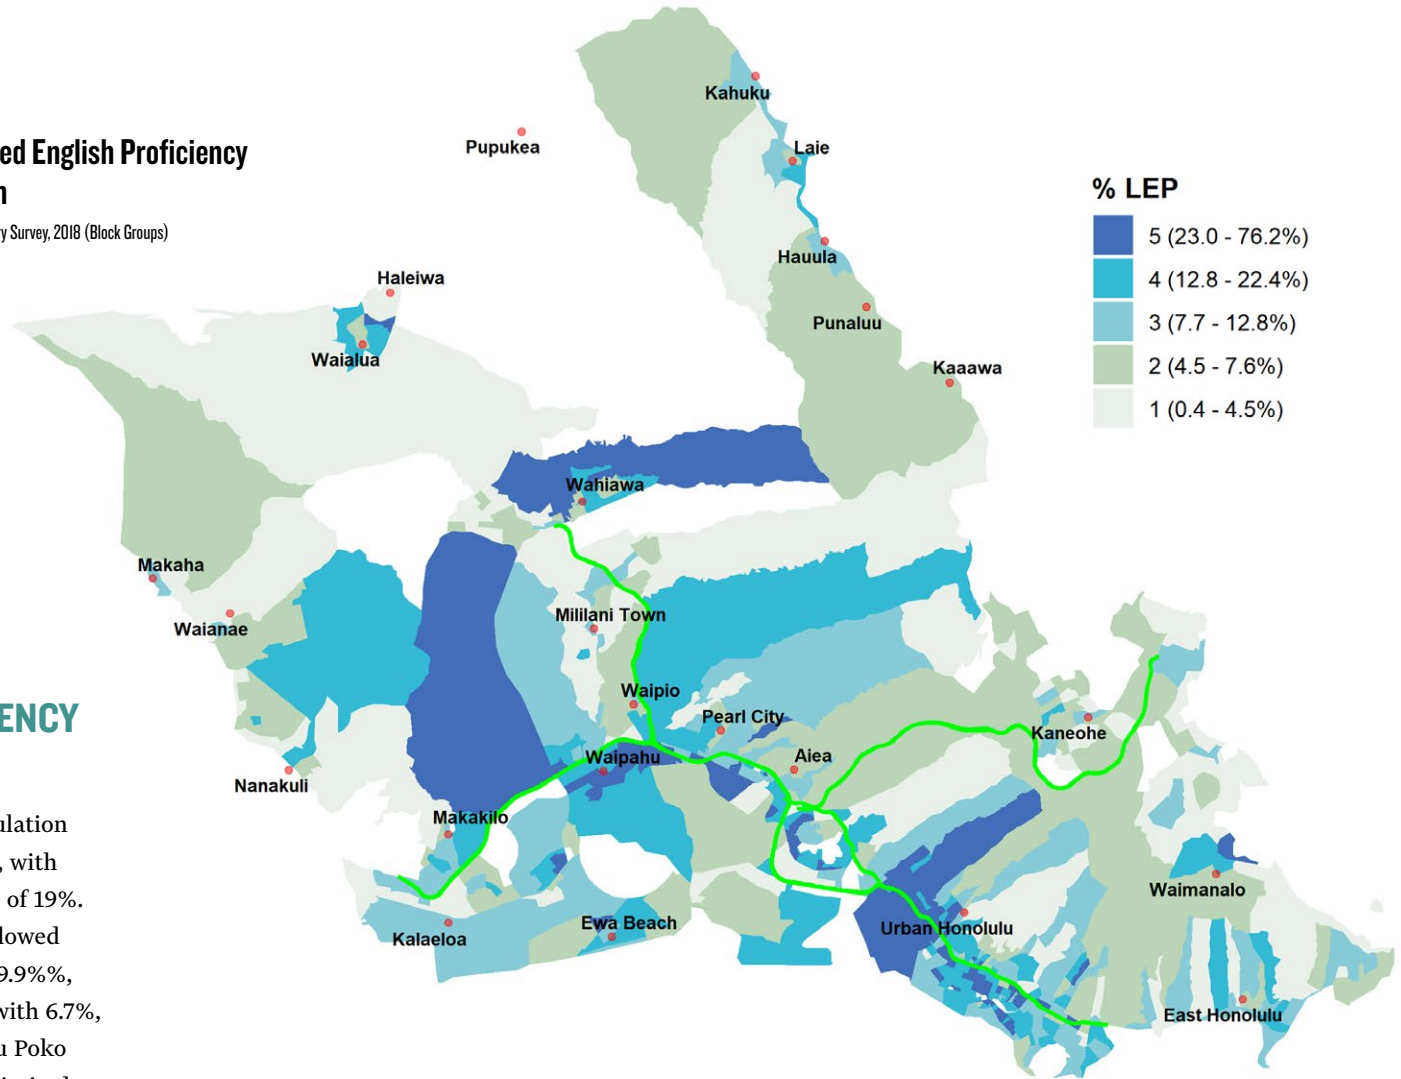 ed English Proficiency
n
y Survey, 2018 (Block Groups)
Kahuku
Pupukea
Laie
% LEP
5 (23.0 - 76.2%)
4 (12.8 - 22.4%)
3 (7.7 - 12.8%)
2 (4.5 - 7.6%)
1 (0.4 - 4.5%)
Hauula
Haleiwa
Punaluu
Waialua
Kaaawa
Wahiawa
Makaha
Mililani Town
Waianae
Waipio
Pearl City
Kaneohe
Waipahu
Aiea
Nanakuli
Makakilo
Waimanalo
Ewa Beach
Urban Honolulu
Kalaeloa
East Honolulu
ENCY
ulation
, with
of 19%.
lowed
9.9%%,
with 6.7%,
u Poko